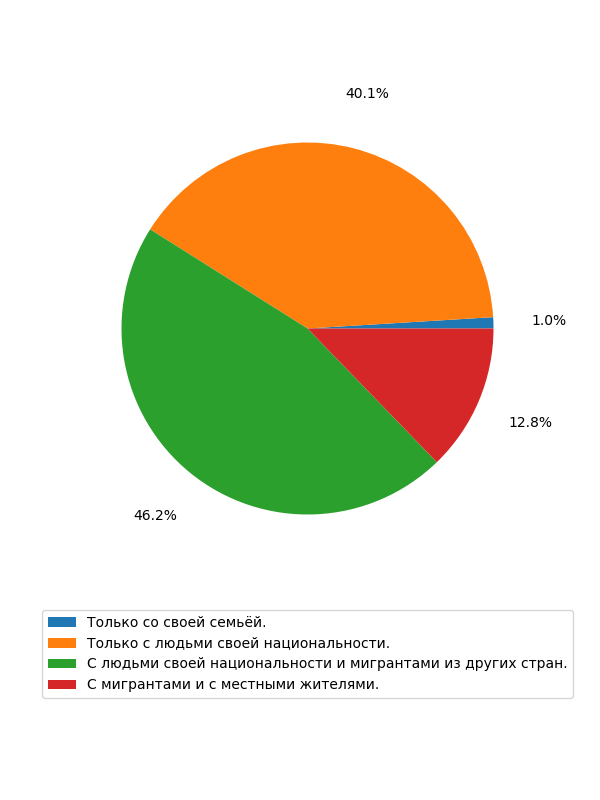 40.1%
1.0%
12.8%
46.2%
Только со своей семьёй.
Только с людьми своей национальности.
С людьми своей национальности и мигрантами из других стран.
С мигрантами и с местными жителями.